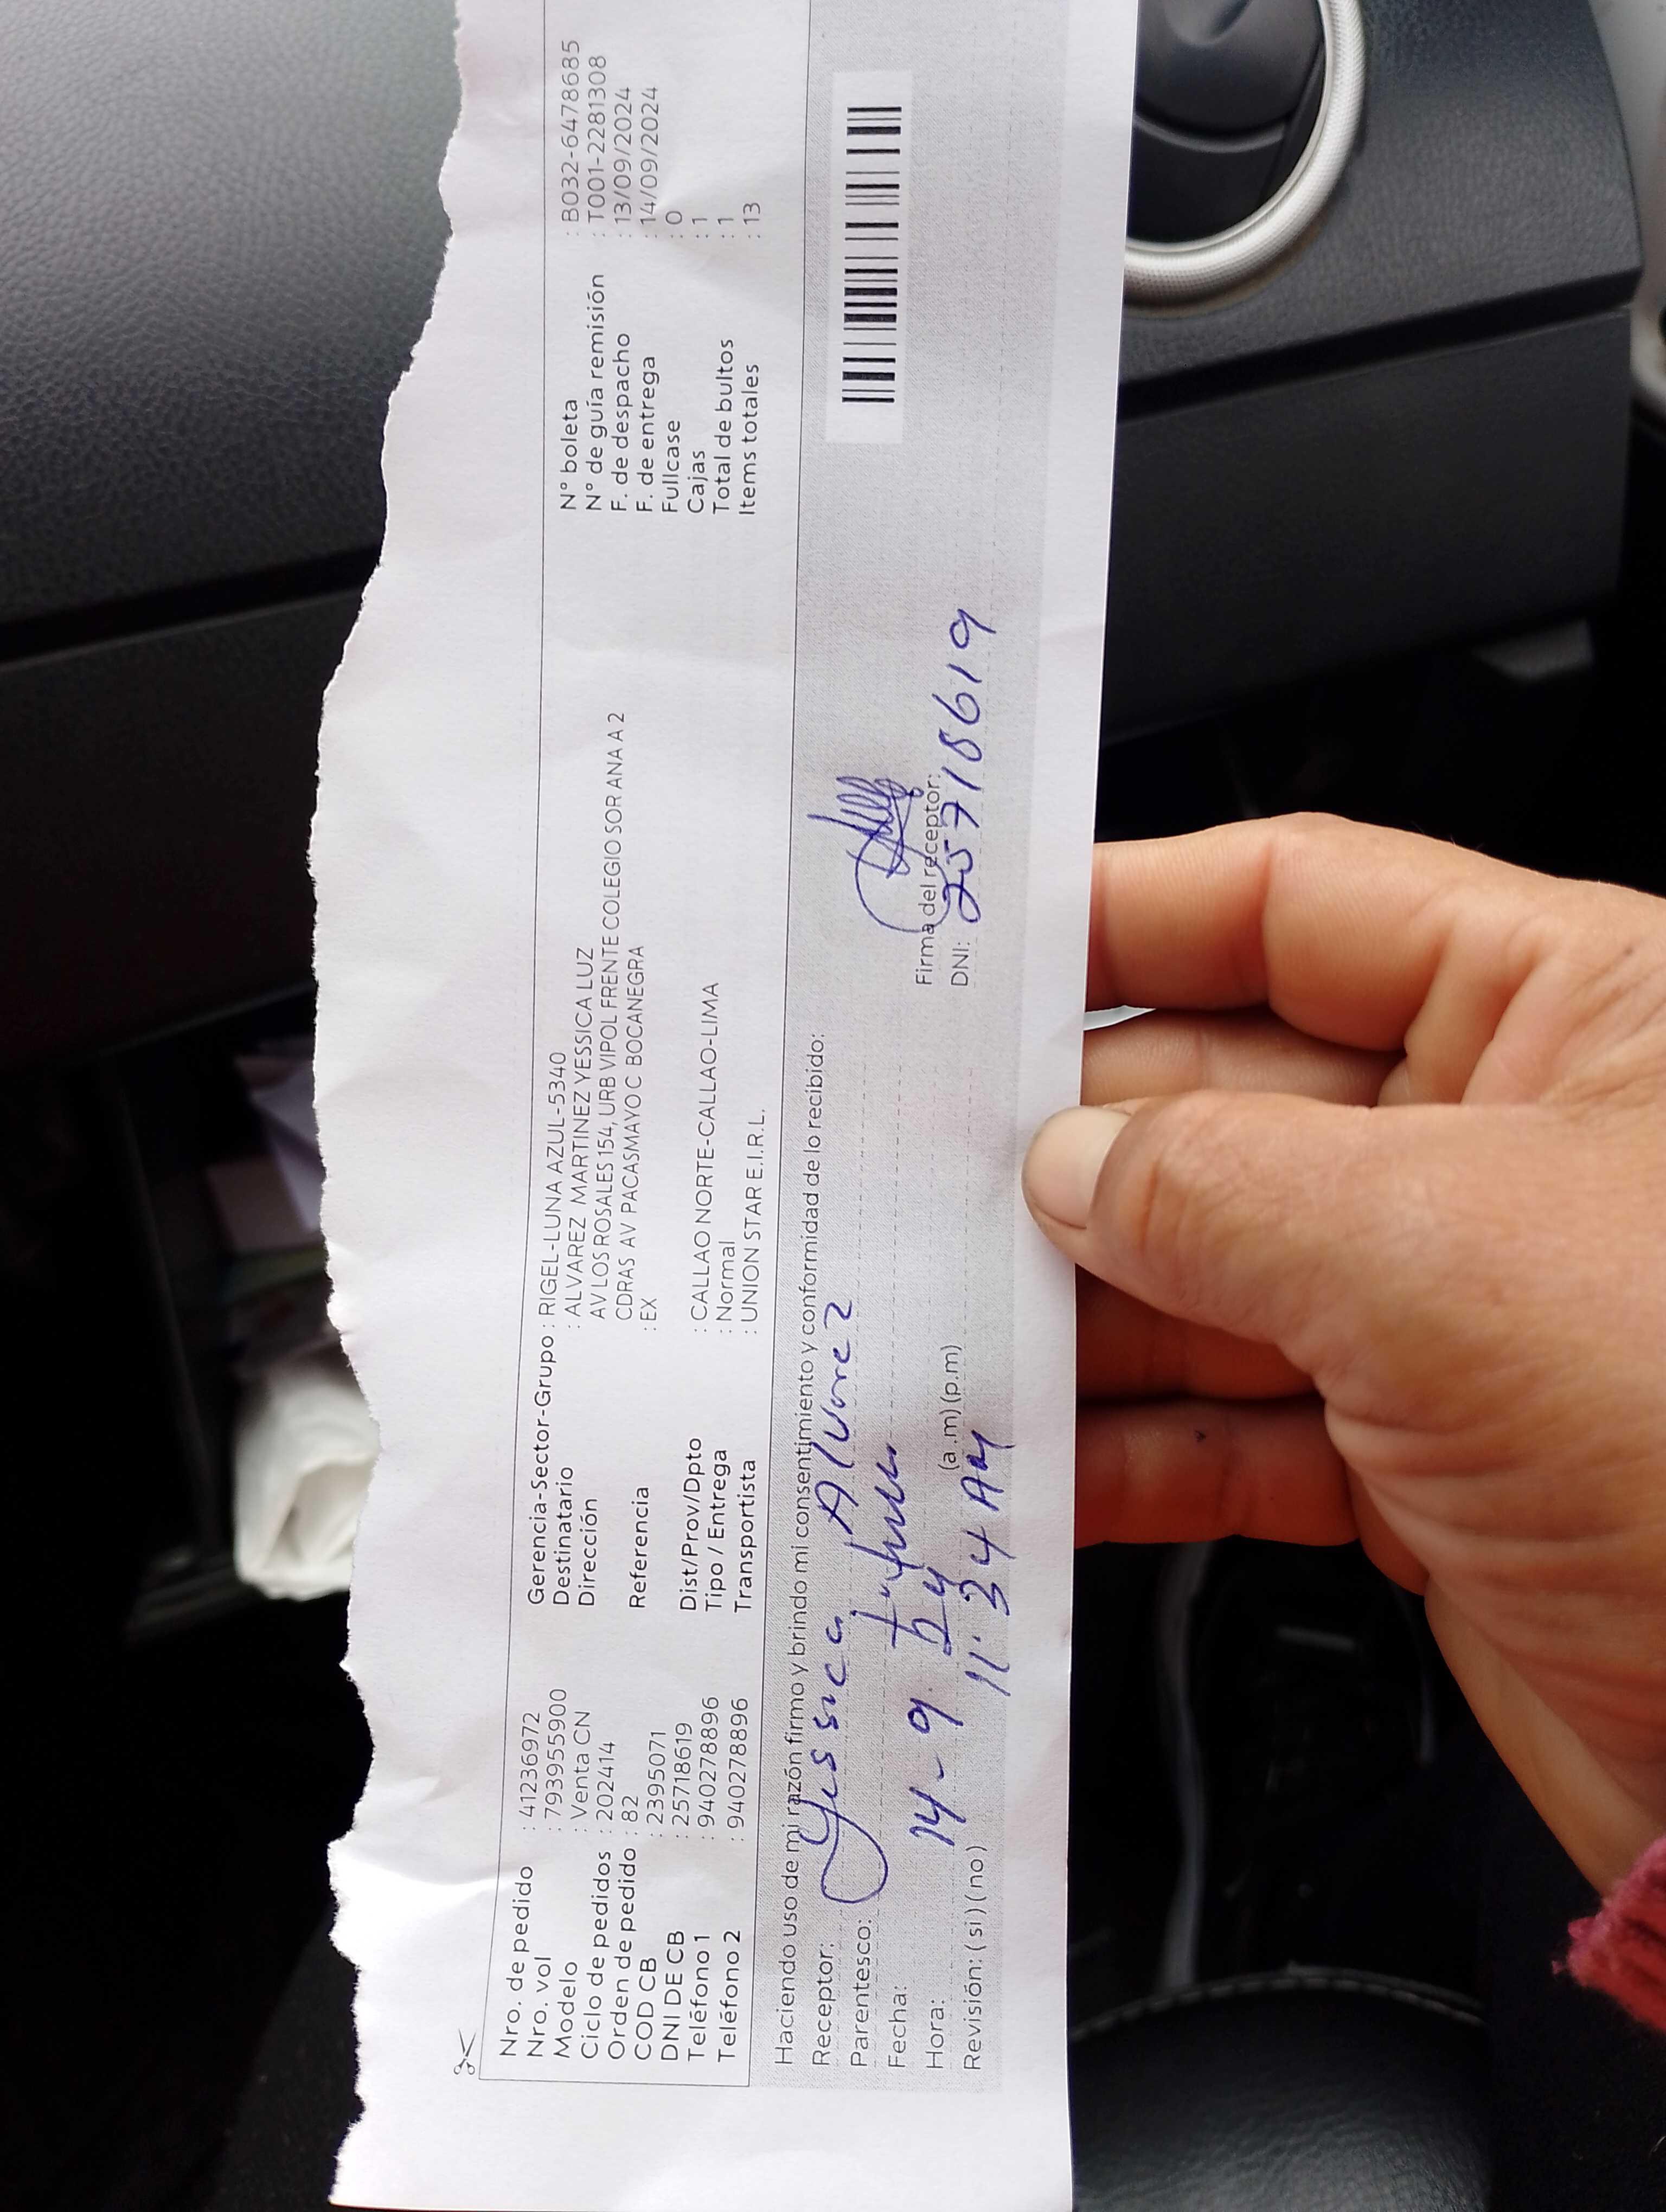 Nro. de pedido : 41236972
Nro. vol : 793955900
Modelo : Venta CN
Ciclo de pedidos : 202414
Orden de pedido : 82
COD CB : 2395071
DNI DE CB : 25718619
Teléfono 1 : 940278896
Teléfono 2 : 940278896
Gerencia-Sector-Grupo : RIGEL-LUNA AZUL-5340
Destinatario : ALVAREZ MARTINEZ YESSICA LUZ
Dirección AV LOS ROSALES 154, URB VIPOL FRENTE COLEGIO SOR ANA A 2
CDRAS AV PACASMAYO C BOCANEGRA
Referencia : EX
Dist/Prov/Dpto : CALLAO NORTE-CALLAO-LIMA
Tipo / Entrega : Normal
Transportista : UNION STAR E.I.R.L.
N° boleta : B032-6478685
N° de guía remisión : T001-2281308
F. de despacho : 13/09/2024
F. de entrega : 14/09/2024
Fullcase : 0
Cajas : 1
Total de bultos : 1
Items totales : 13
Haciendo uso de mi razón firmo y brindo mi consentimiento y conformidad de lo recibido:
Receptor: Yessica Alvarez
Parentesco:
Fecha: 14-9-
Hora: 11:34 AM (a.m) (p.m)
Revisión: (si) (no)
Firma del receptor:
DNI: 25718619